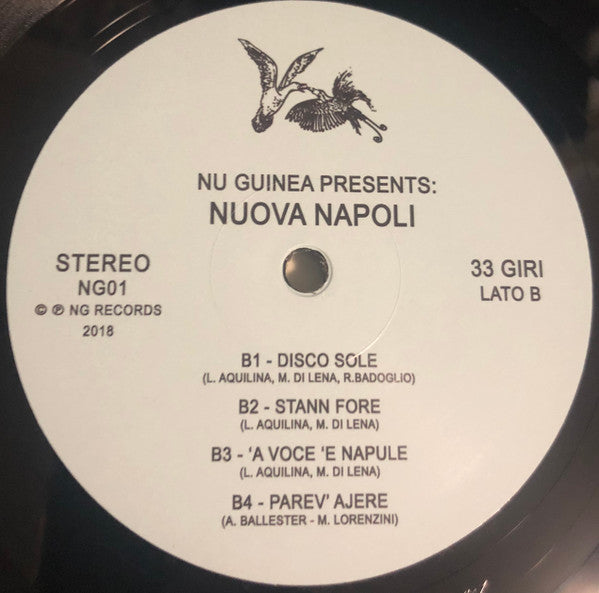 NU GUINEA PRESENTS:
NUOVA NAPOLI
STEREO
NG01
© ℗ NG RECORDS
2018
33 GIRI
LATO B
B1 - DISCO SOLE
(L. AQUILINA, M. DI LENA, R.BADOGLIO)
B2 - STANN FORE
(L. AQUILINA, M. DI LENA)
B3 - ‘A VOCE ‘E NAPULE
(L. AQUILINA, M. DI LENA)
B4 - PAREV’ AJERE
(A. BALLESTER - M. LORENZINI)